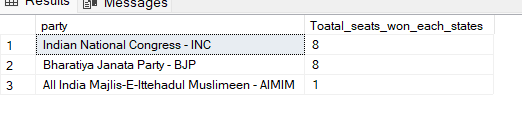 Results Messages
party Toatal_seats_won_each_states
1 Indian National Congress - INC 8
2 Bharatiya Janata Party - BJP 8
3 All India Majlis-E-Ittehadul Muslimeen - AIMIM 1